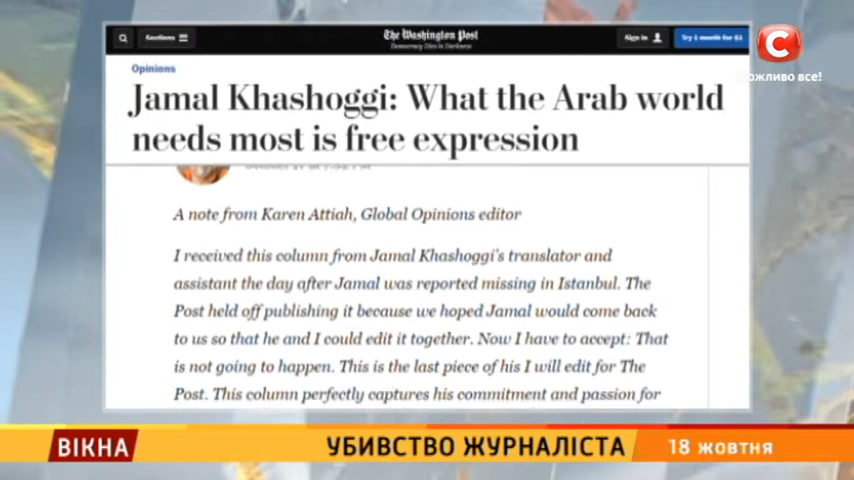 Sections
The Washington Post
Democracy Dies in Darkness
Sign in
Try 1 month for $1
Opinions
Можливо все!
Jamal Khashoggi: What the Arab world
needs most is free expression
A note from Karen Attiah, Global Opinions editor
I received this column from Jamal Khashoggi's translator and
assistant the day after Jamal was reported missing in Istanbul. The
Post held off publishing it because we hoped Jamal would come back
to us so that he and I could edit it together. Now I have to accept: That
is not going to happen. This is the last piece of his I will edit for The
Post. This column perfectly captures his commitment and passion for
ВІКНА
УБИВСТВО ЖУРНАЛІСТА
18 жовтня